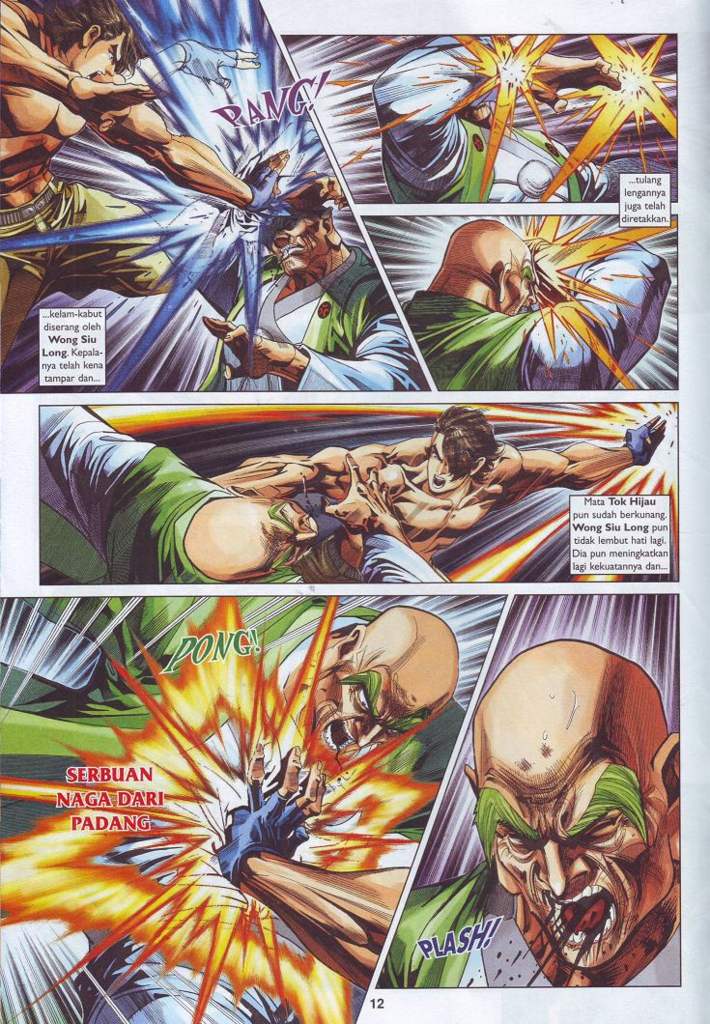 PANG!
...kelam-kabut
diserang oleh
Wong Siu
Long. Kepala-
nya telah kena
tampar dan...
...tulang
lengannya
juga telah
diretakkan.
Mata Tok Hijau
pun sudah berkunang.
Wong Siu Long pun
tidak lembut hati lagi.
Dia pun meningkatkan
lagi kekuatannya dan...
PONG!
SERBUAN
NAGA DARI
PADANG
PLASH!
12